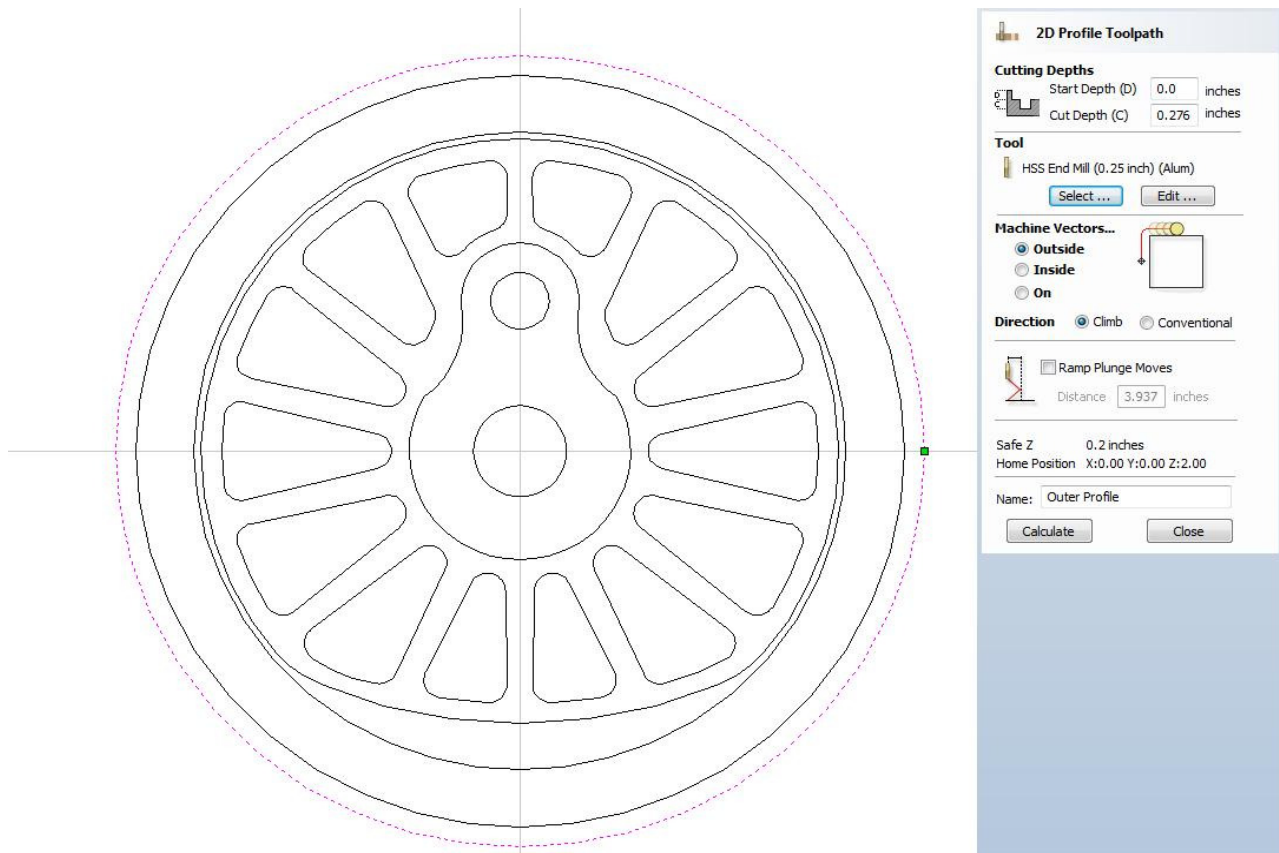 2D Profile Toolpath
Cutting Depths
D
C
Start Depth (D) 0.0 inches
Cut Depth (C) 0.276 inches
Tool
HSS End Mill (0.25 inch) (Alum)
Select ... Edit ...
Machine Vectors...
Outside
Inside
On
Direction Climb Conventional
Ramp Plunge Moves
Distance 3.937 inches
Safe Z 0.2 inches
Home Position X:0.00 Y:0.00 Z:2.00
Name: Outer Profile
Calculate Close